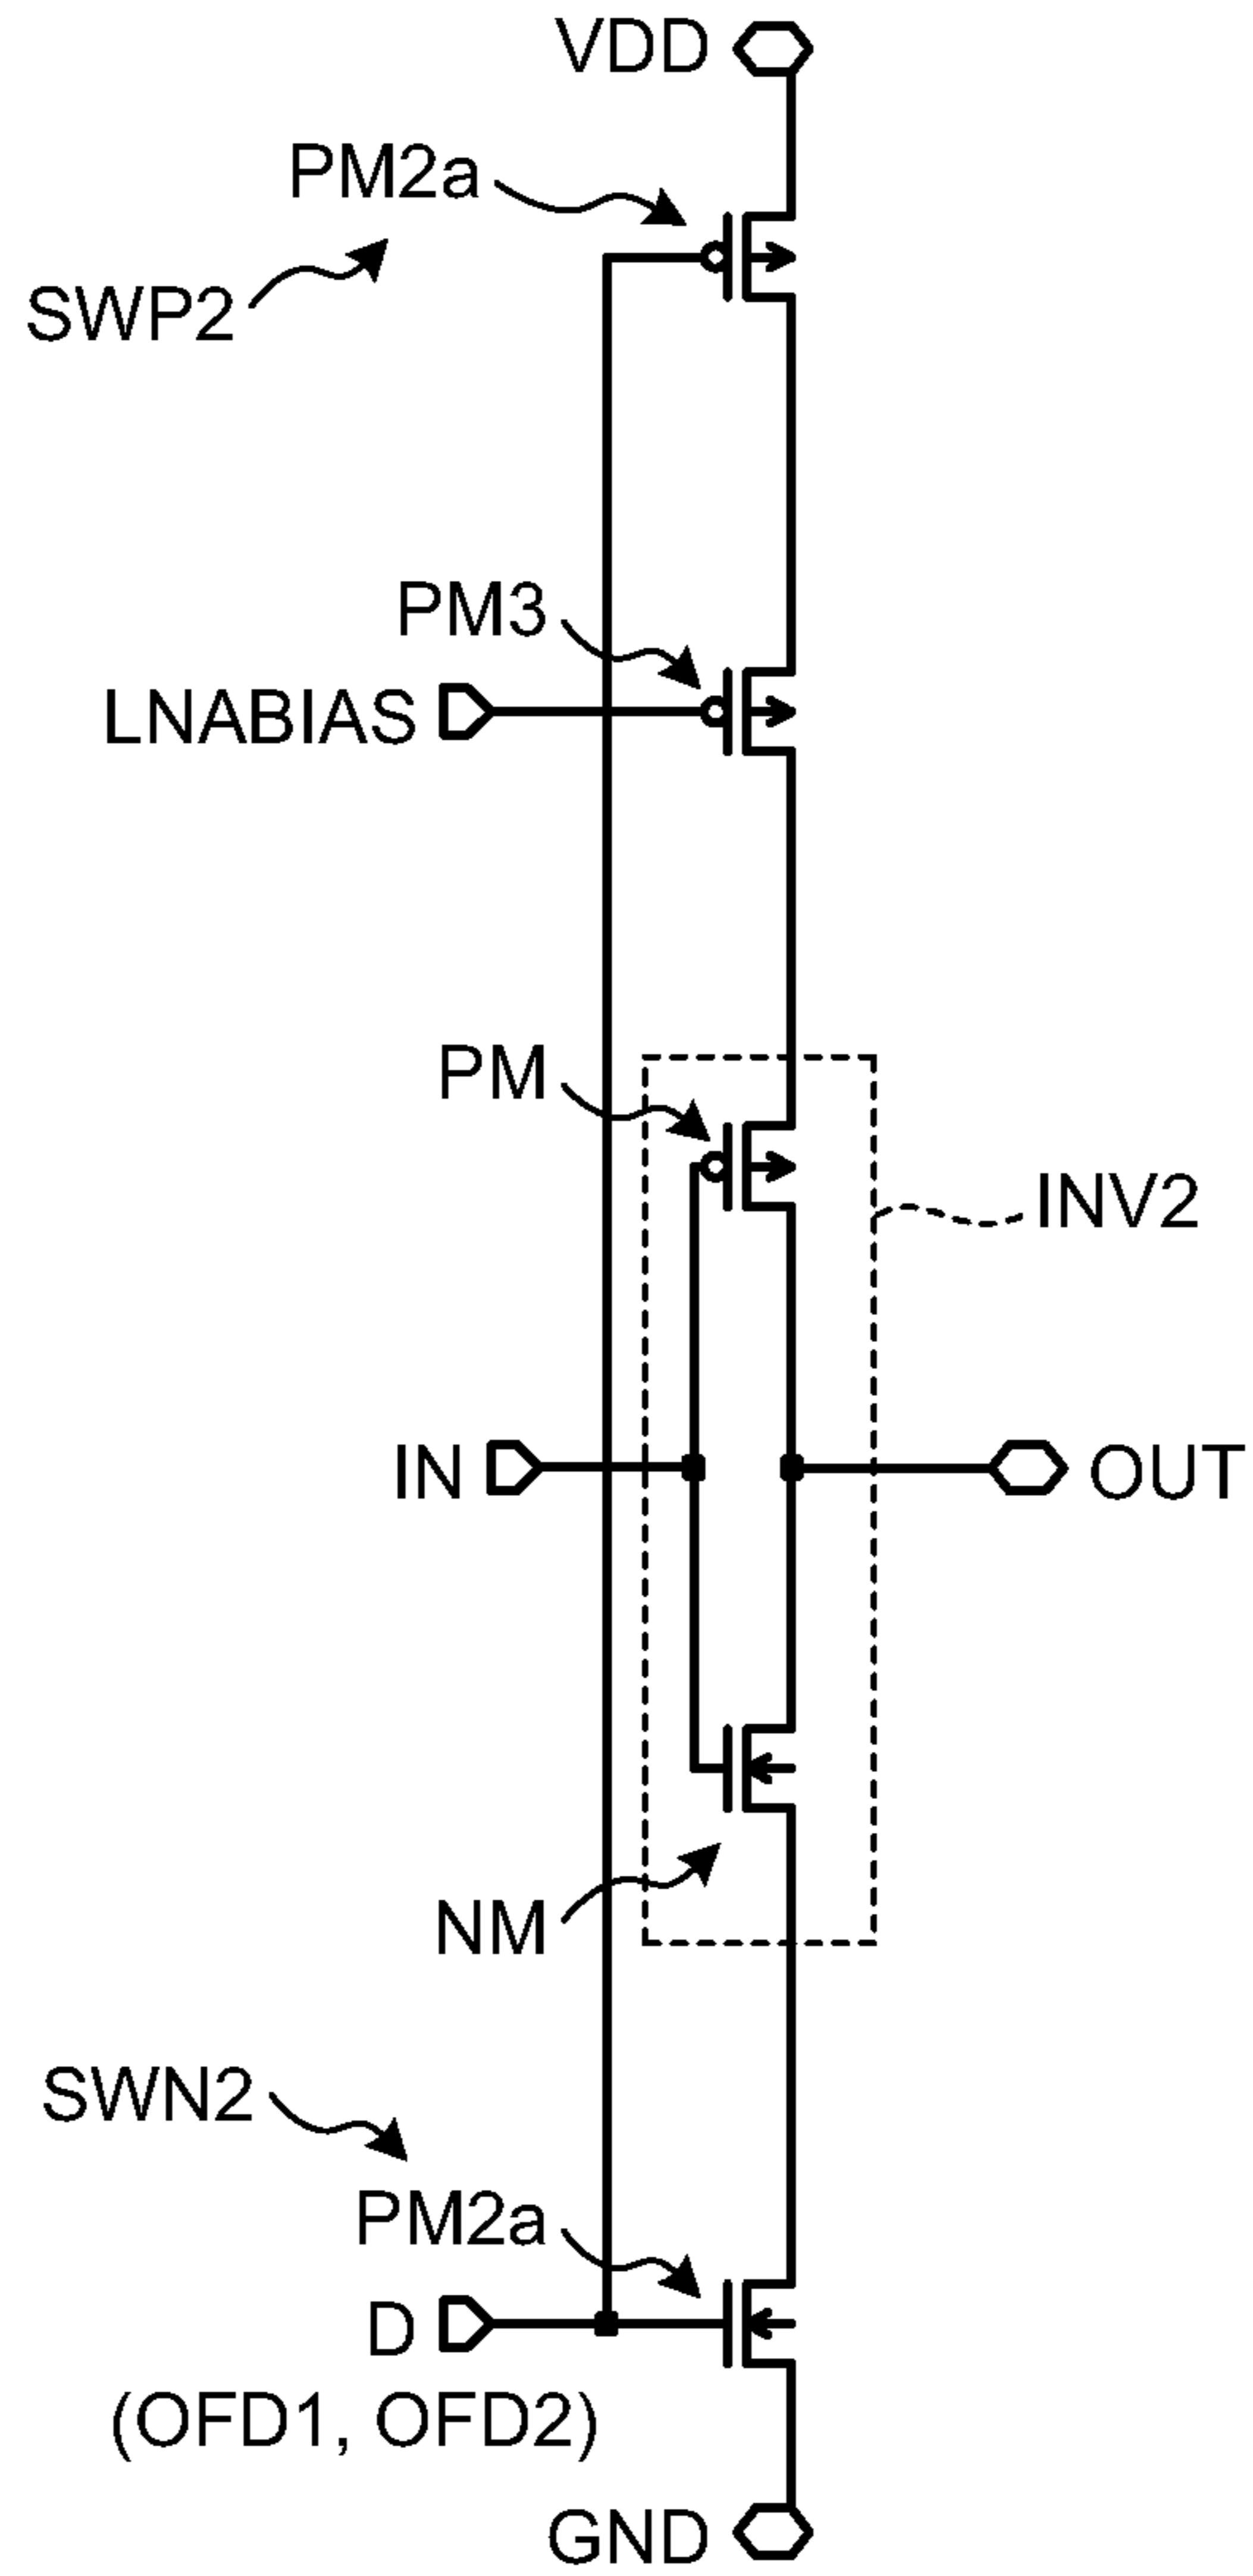 VDD
PM2a
SWP2
PM3
LNABIAS
PM
INV2
IN
OUT
NM
SWN2
PM2a
D
(OFD1, OFD2)
GND